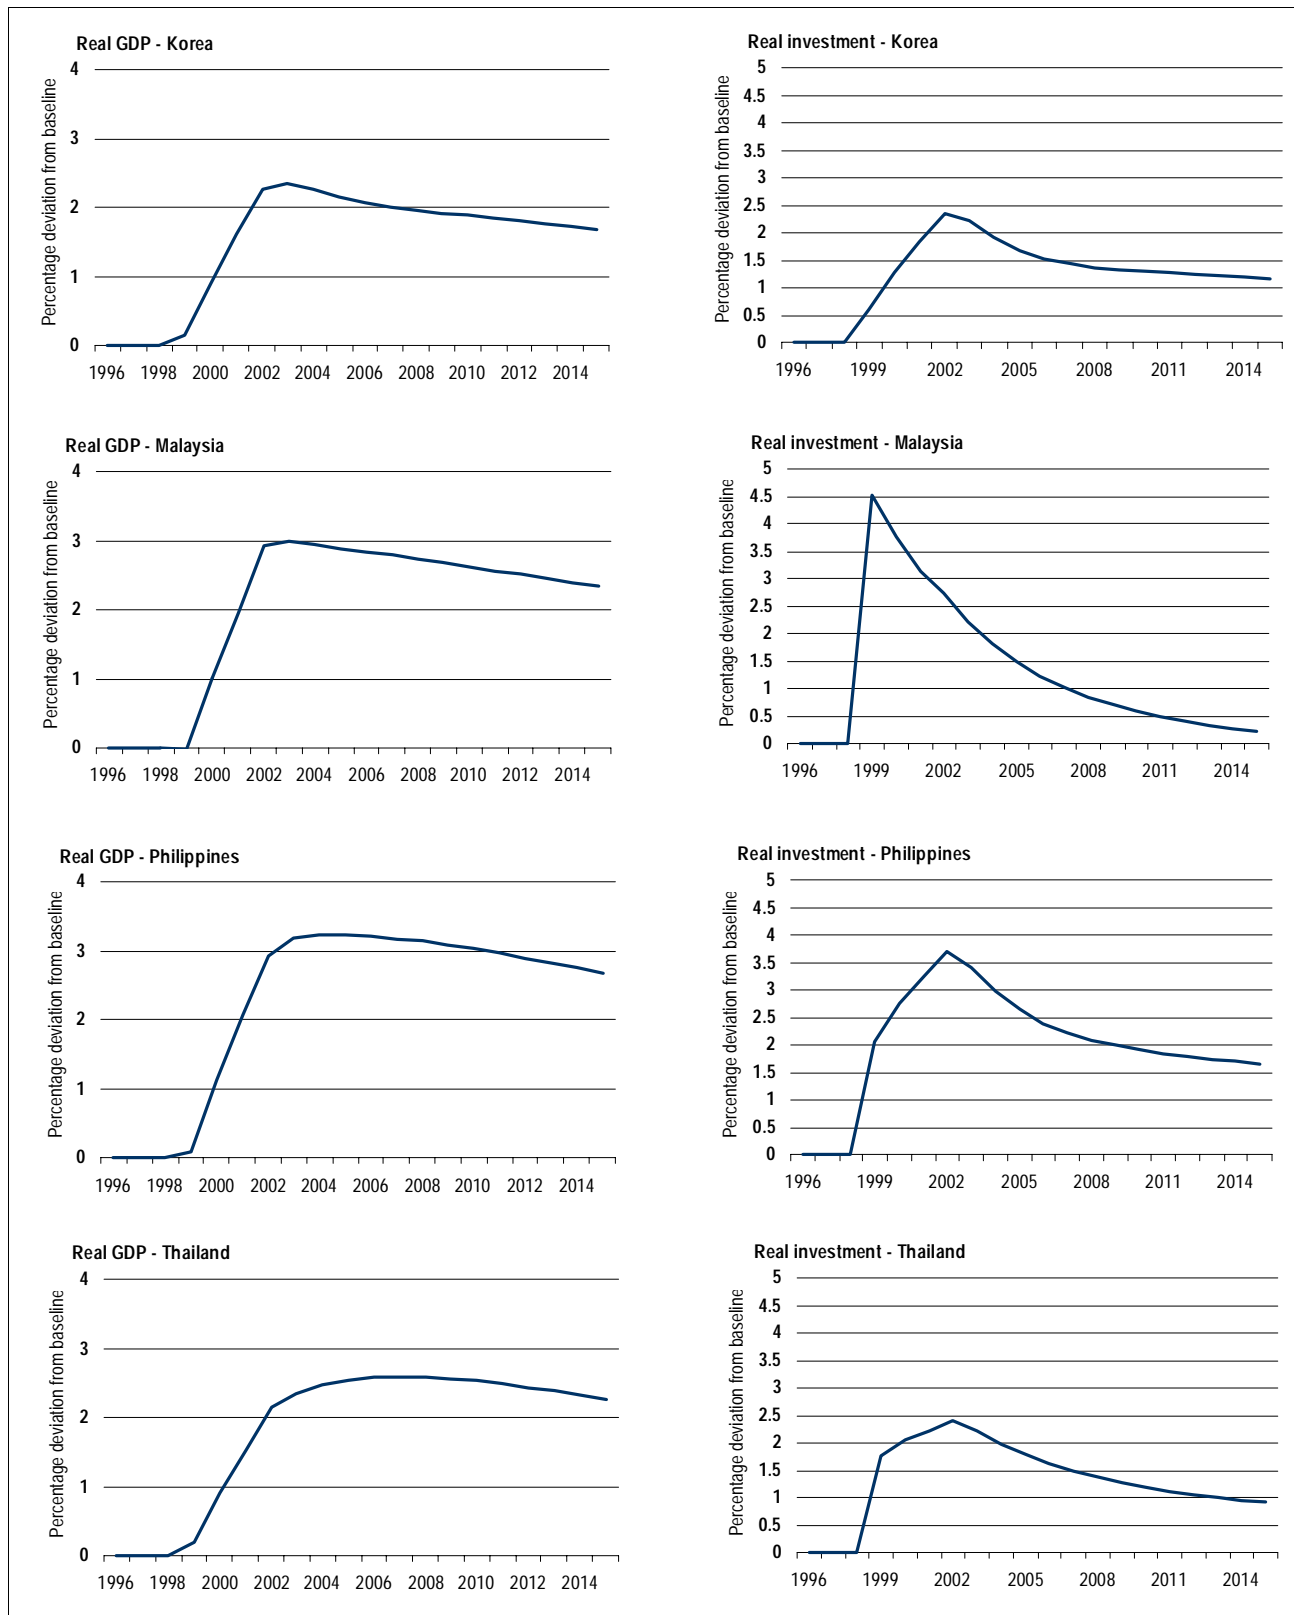 Real GDP - Korea
Percentage deviation from baseline
4
3
2
1
0
1996 1998 2000 2002 2004 2006 2008 2010 2012 2014
Real investment - Korea
Percentage deviation from baseline
5
4.5
4
3.5
3
2.5
2
1.5
1
0.5
0
1996 1999 2002 2005 2008 2011 2014
Real GDP - Malaysia
Percentage deviation from baseline
4
3
2
1
0
1996 1998 2000 2002 2004 2006 2008 2010 2012 2014
Real investment - Malaysia
Percentage deviation from baseline
5
4.5
4
3.5
3
2.5
2
1.5
1
0.5
0
1996 1999 2002 2005 2008 2011 2014
Real GDP - Philippines
Percentage deviation from baseline
4
3
2
1
0
1996 1998 2000 2002 2004 2006 2008 2010 2012 2014
Real investment - Philippines
Percentage deviation from baseline
5
4.5
4
3.5
3
2.5
2
1.5
1
0.5
0
1996 1999 2002 2005 2008 2011 2014
Real GDP - Thailand
Percentage deviation from baseline
4
3
2
1
0
1996 1998 2000 2002 2004 2006 2008 2010 2012 2014
Real investment - Thailand
Percentage deviation from baseline
5
4.5
4
3.5
3
2.5
2
1.5
1
0.5
0
1996 1999 2002 2005 2008 2011 2014